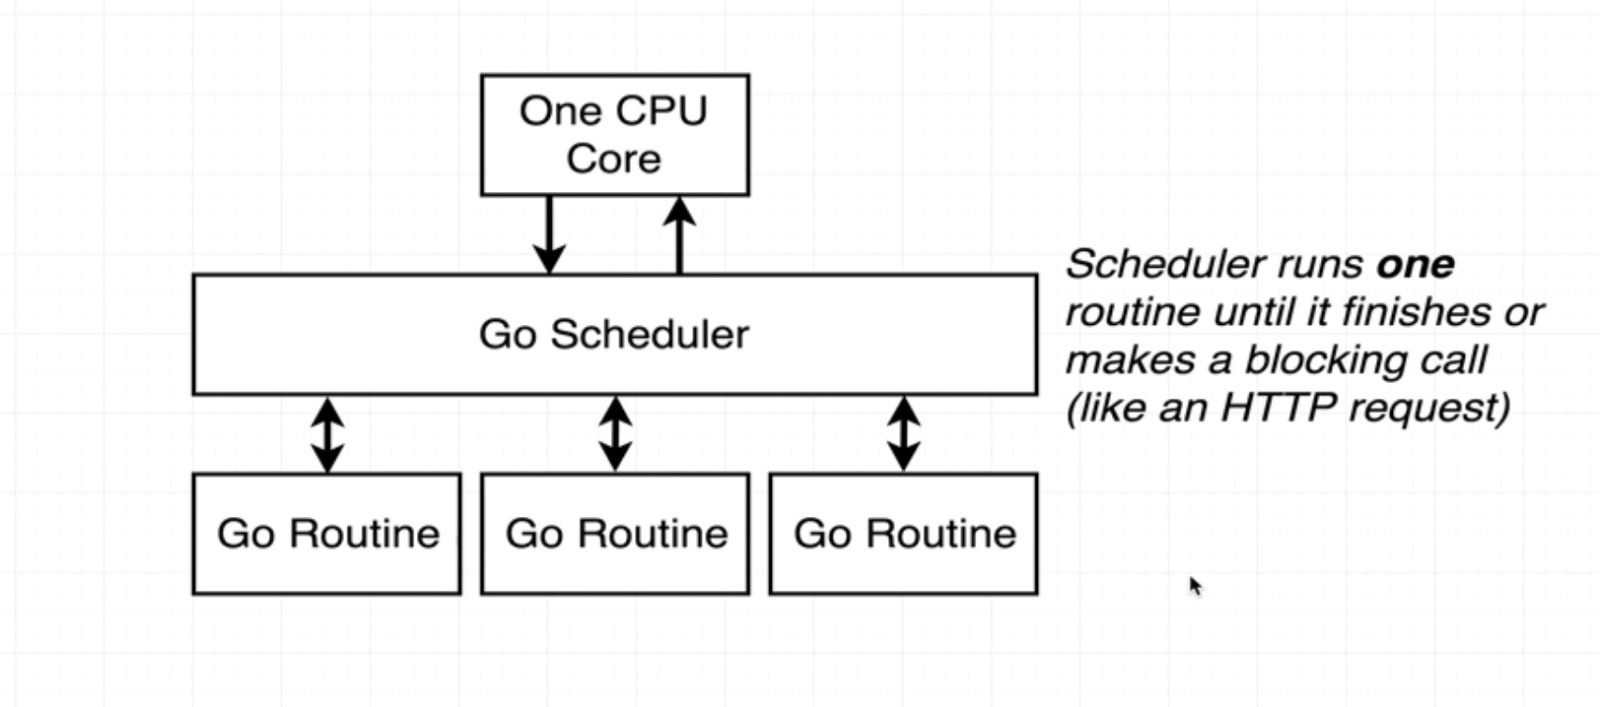 One CPU
Core
Go Scheduler
Scheduler runs one
routine until it finishes or
makes a blocking call
(like an HTTP request)
Go Routine
Go Routine
Go Routine